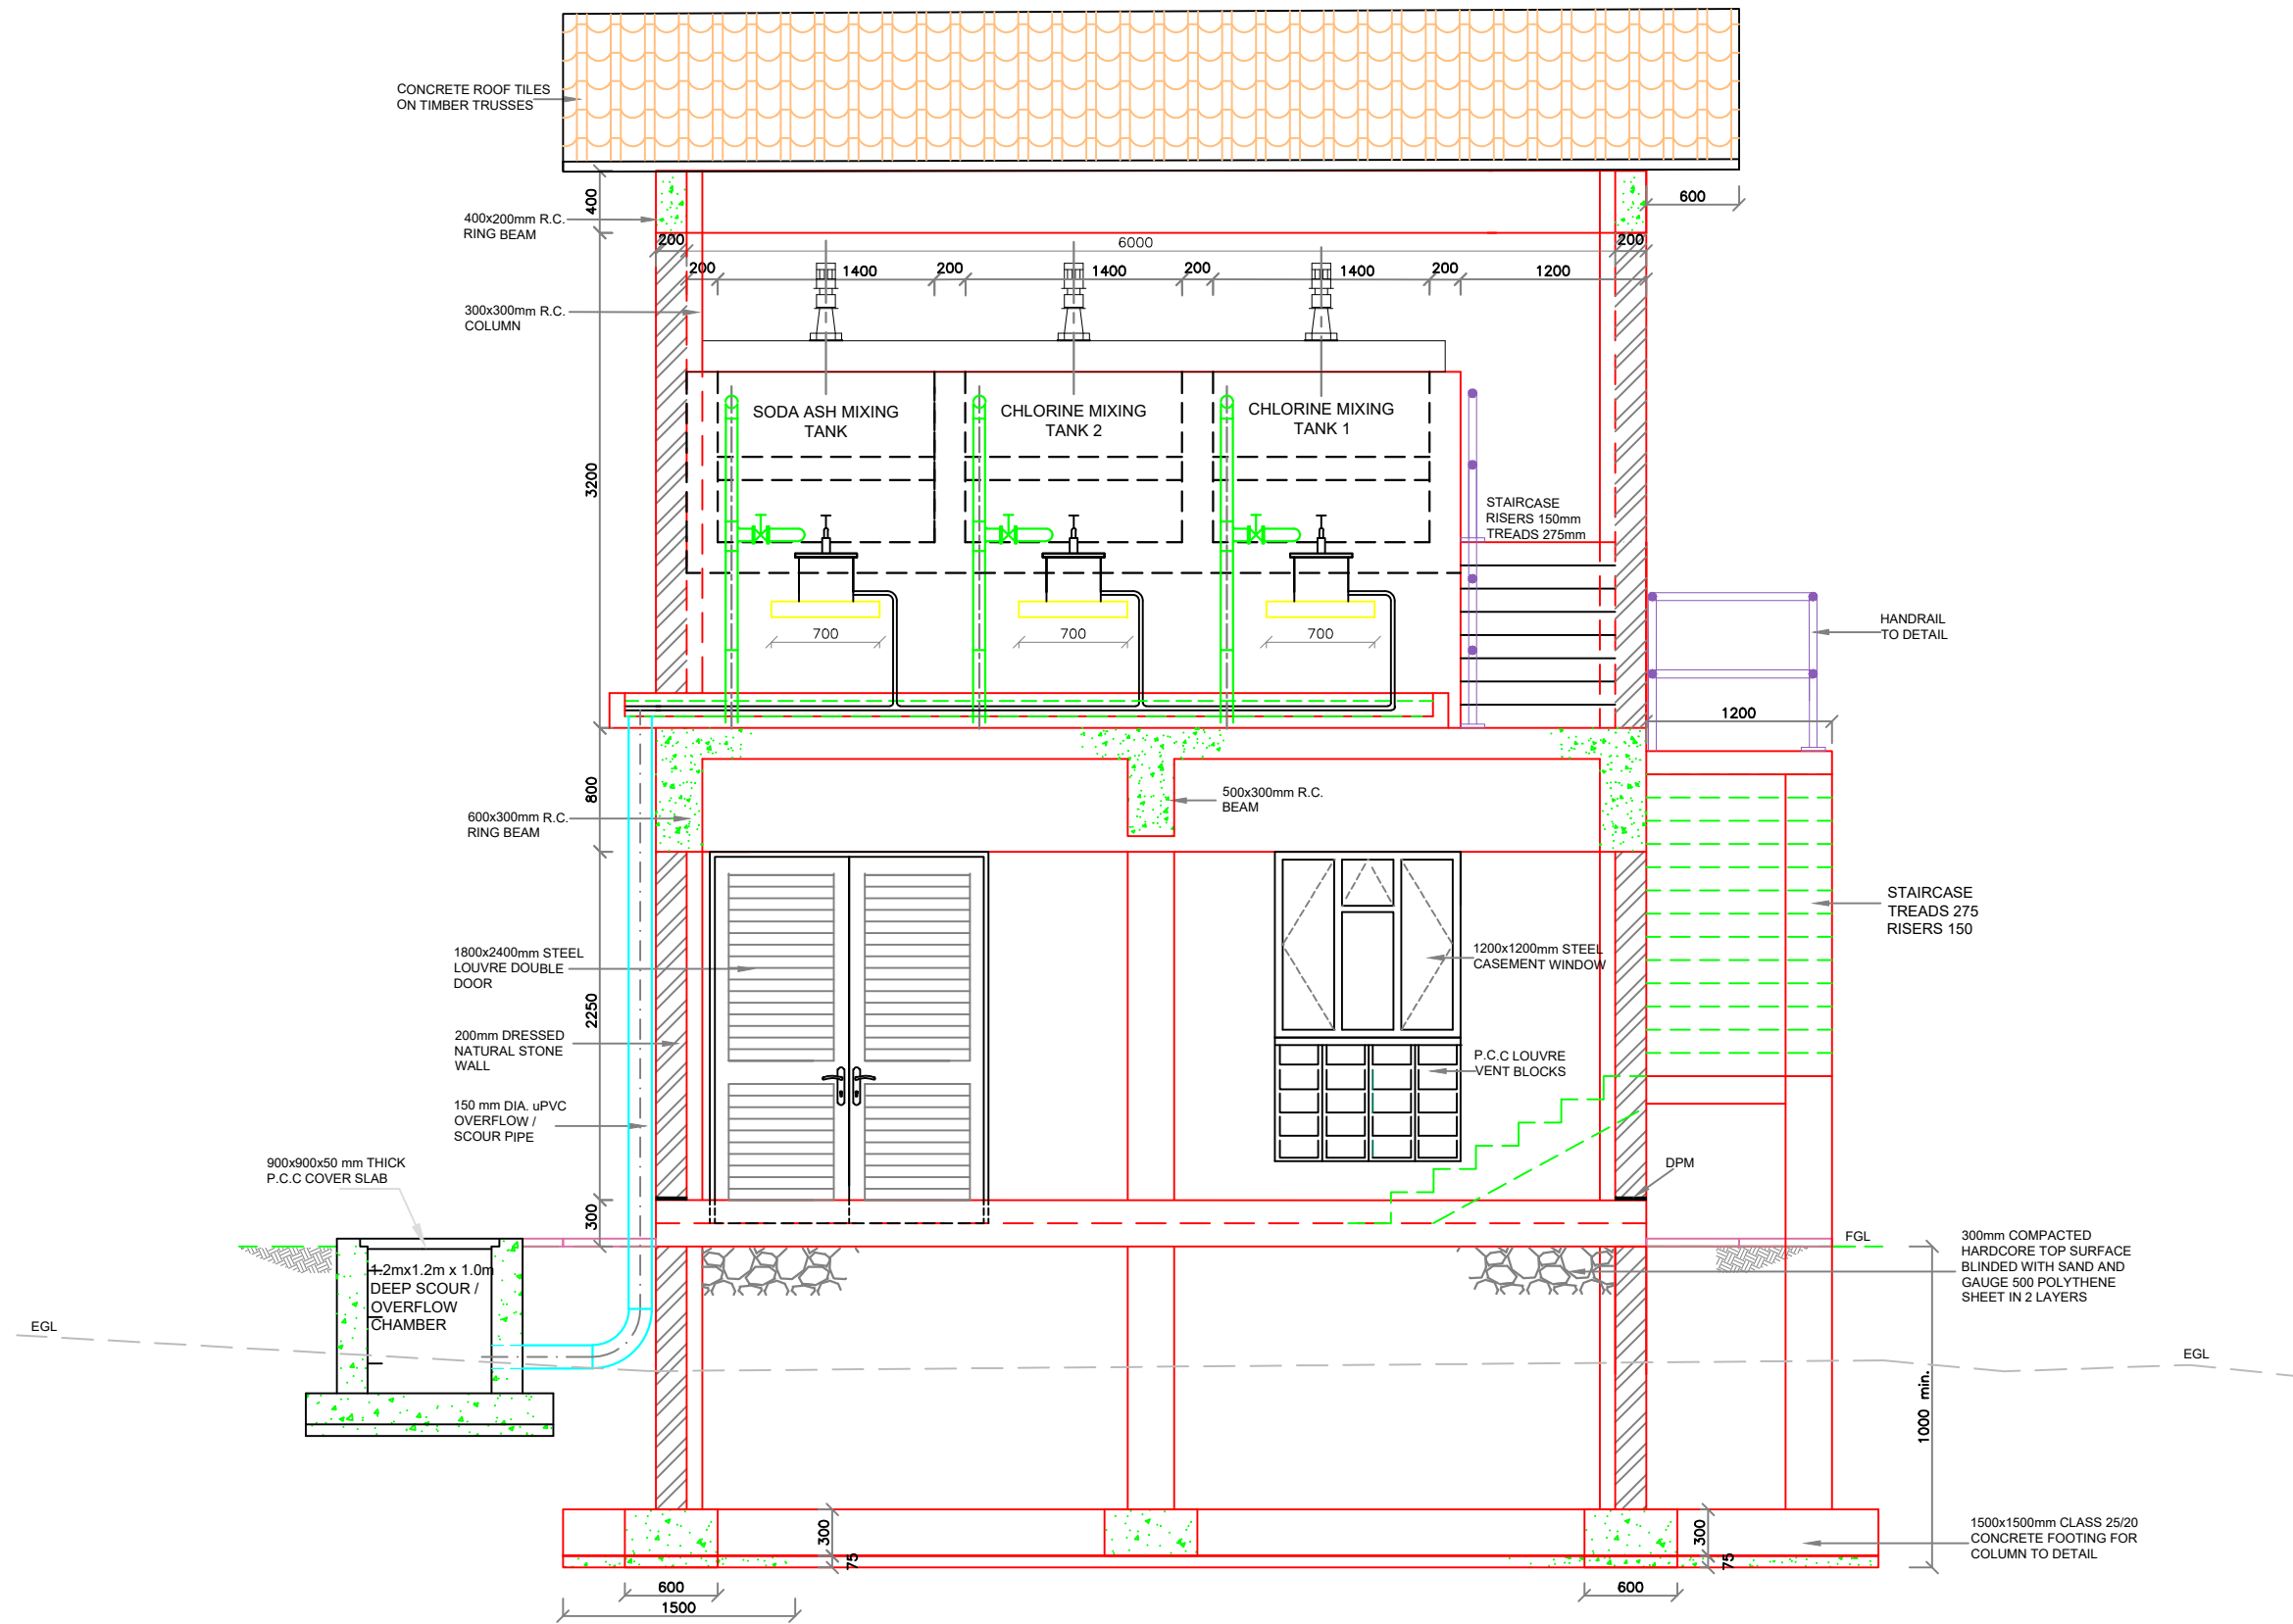 CONCRETE ROOF TILES
ON TIMBER TRUSSES
400
600
400x200mm R.C.
RING BEAM
200
6000
200
200
1400
200
1400
200
1400
200
1200
300x300mm R.C.
COLUMN
3200
SODA ASH MIXING
TANK
CHLORINE MIXING
TANK 2
CHLORINE MIXING
TANK 1
STAIRCASE
RISERS 150mm
TREADS 275mm
700
700
700
HANDRAIL
TO DETAIL
1200
800
600x300mm R.C.
RING BEAM
500x300mm R.C.
BEAM
STAIRCASE
TREADS 275
RISERS 150
1800x2400mm STEEL
LOUVRE DOUBLE
DOOR
1200x1200mm STEEL
CASEMENT WINDOW
2250
200mm DRESSED
NATURAL STONE
WALL
P.C.C LOUVRE
VENT BLOCKS
150 mm DIA. uPVC
OVERFLOW /
SCOUR PIPE
900x900x50 mm THICK
P.C.C COVER SLAB
DPM
300
FGL
300mm COMPACTED
HARDCORE TOP SURFACE
BLINDED WITH SAND AND
GAUGE 500 POLYTHENE
SHEET IN 2 LAYERS
1.2mx1.2m x 1.0m
DEEP SCOUR /
OVERFLOW
CHAMBER
EGL
EGL
1000 min.
300
75
300
75
1500x1500mm CLASS 25/20
CONCRETE FOOTING FOR
COLUMN TO DETAIL
600
600
1500